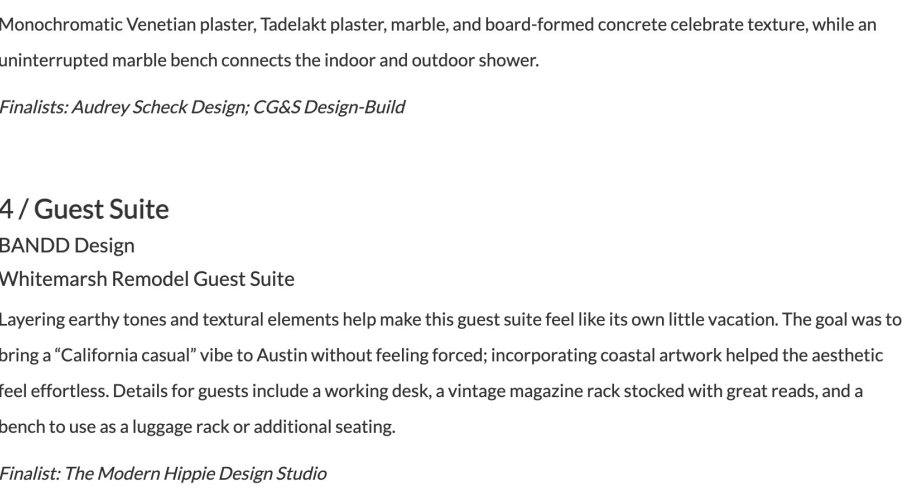 Monochromatic Venetian plaster, Tadelakt plaster, marble, and board-formed concrete celebrate texture, while an
uninterrupted marble bench connects the indoor and outdoor shower.
Finalists: Audrey Scheck Design; CG&S Design-Build
4 / Guest Suite
BANDD Design
Whitemarsh Remodel Guest Suite
Layering earthy tones and textural elements help make this guest suite feel like its own little vacation. The goal was to
bring a “California casual” vibe to Austin without feeling forced; incorporating coastal artwork helped the aesthetic
feel effortless. Details for guests include a working desk, a vintage magazine rack stocked with great reads, and a
bench to use as a luggage rack or additional seating.
Finalist: The Modern Hippie Design Studio